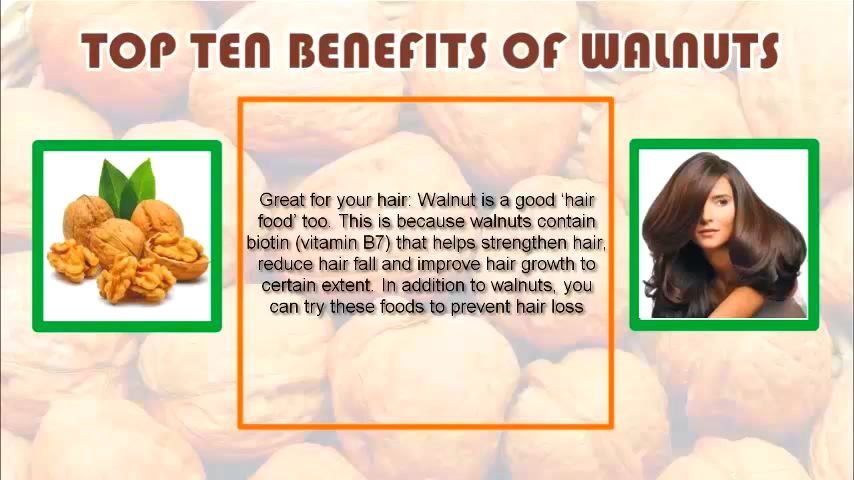 TOP TEN BENEFITS OF WALNUTS
Great for your hair: Walnut is a good ‘hair
food’ too. This is because walnuts contain
biotin (vitamin B7) that helps strengthen hair,
reduce hair fall and improve hair growth to
certain extent. In addition to walnuts, you
can try these foods to prevent hair loss